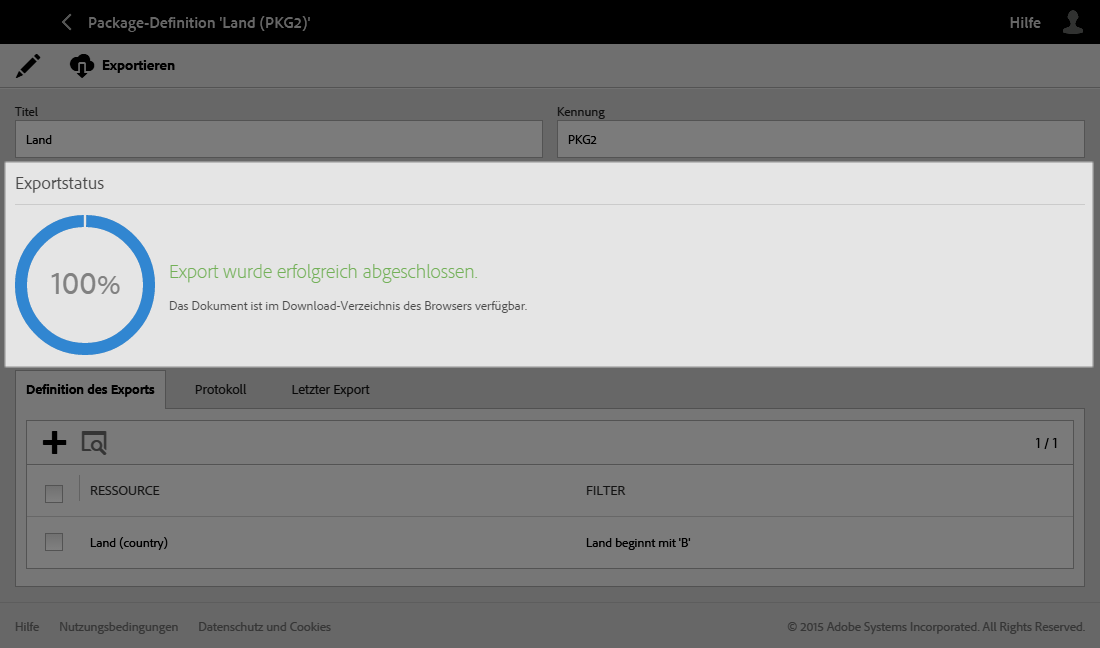 Package-Definition 'Land (PKG2)'
Hilfe
Exportieren
Titel
Kennung
Land
PKG2
Exportstatus
100%
Export wurde erfolgreich abgeschlossen.
Das Dokument ist im Download-Verzeichnis des Browsers verfügbar.
Definition des Exports
Protokoll
Letzter Export
1 / 1
RESSOURCE
FILTER
Land (country)
Land beginnt mit 'B'
Hilfe
Nutzungsbedingungen
Datenschutz und Cookies
© 2015 Adobe Systems Incorporated. All Rights Reserved.